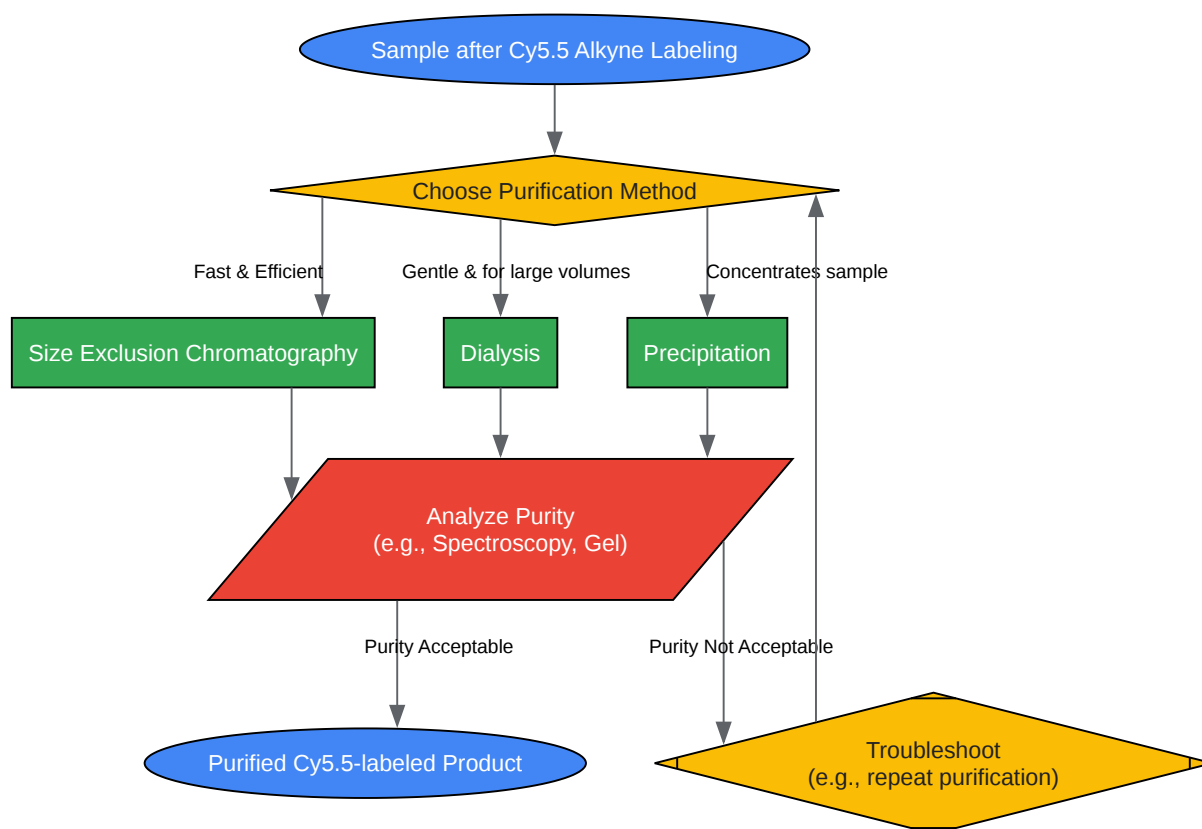 Sample after Cy5.5 Alkyne Labeling
Choose Purification Method
Fast & Efficient
Gentle & for large volumes
Concentrates sample
Size Exclusion Chromatography
Dialysis
Precipitation
Analyze Purity
(e.g., Spectroscopy, Gel)
Purity Acceptable
Purity Not Acceptable
Purified Cy5.5-labeled Product
Troubleshoot
(e.g., repeat purification)